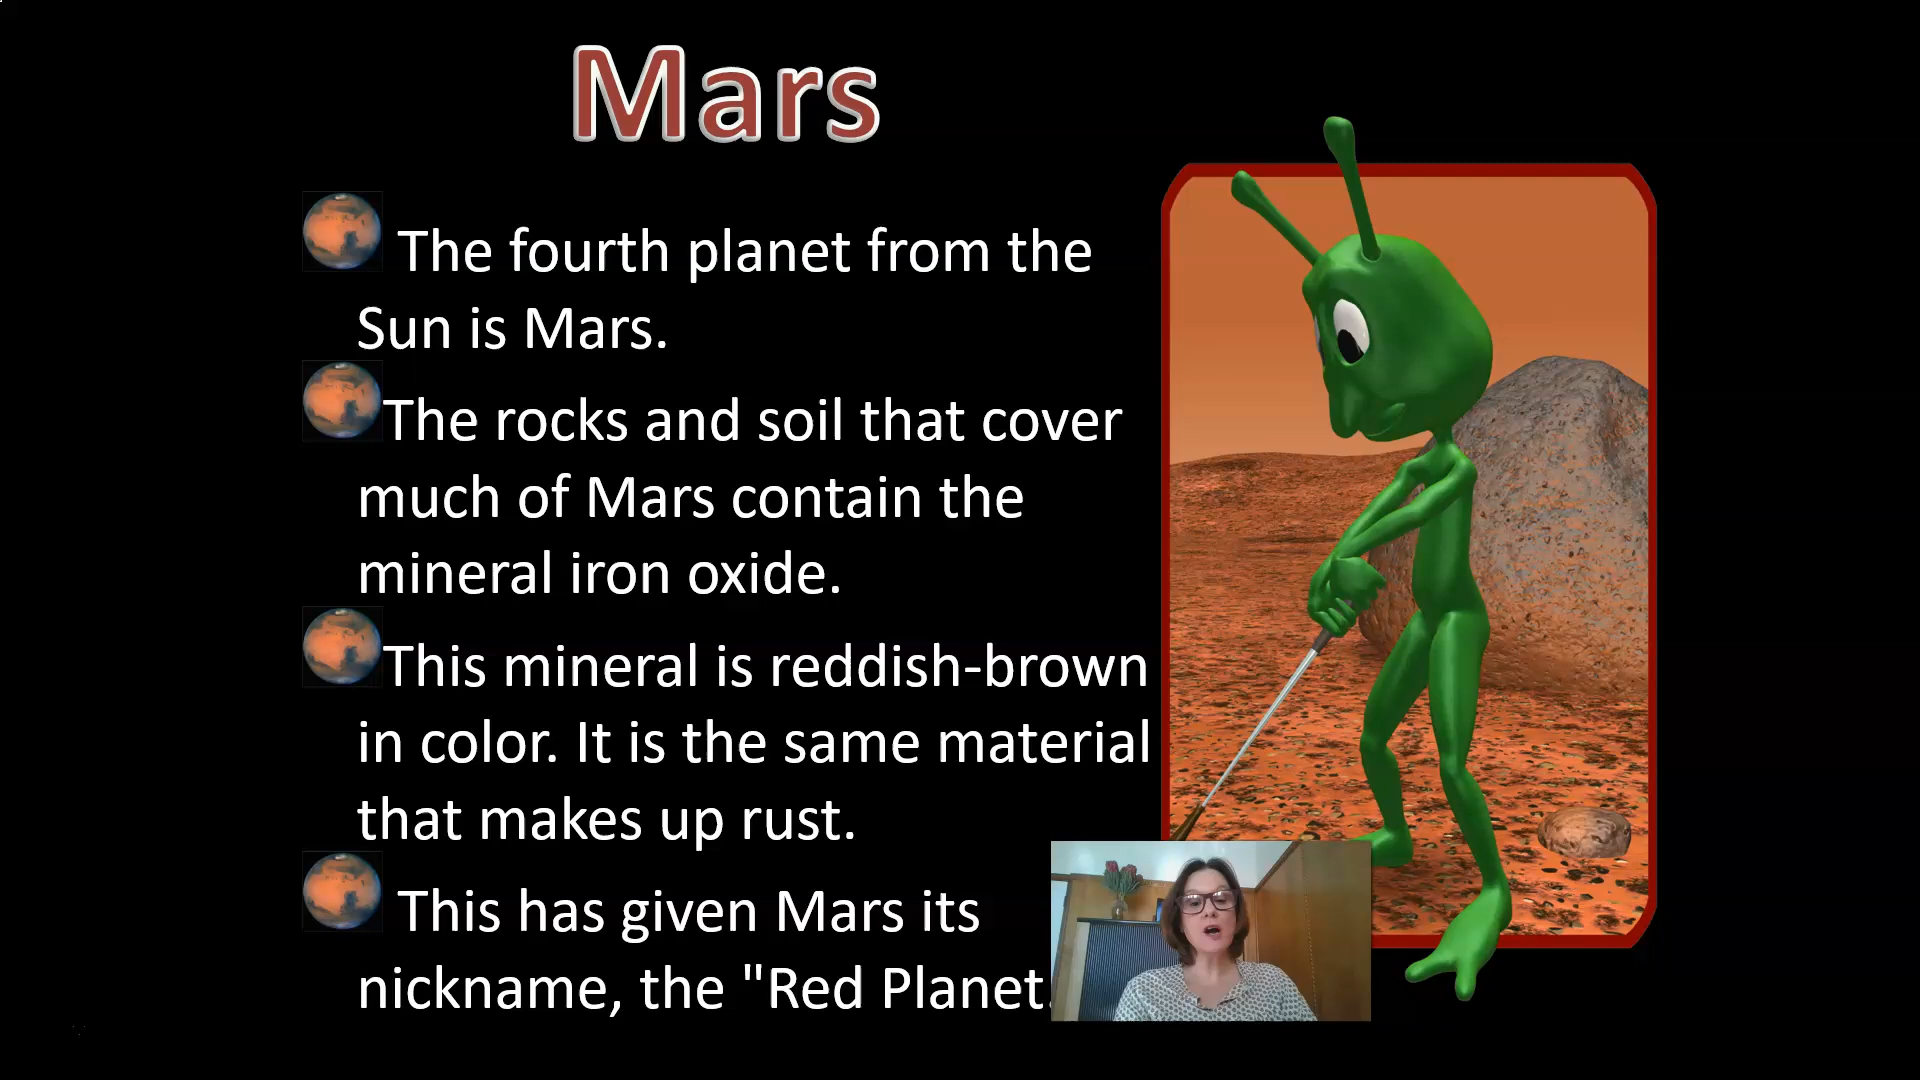 Mars
The fourth planet from the
Sun is Mars.
The rocks and soil that cover
much of Mars contain the
mineral iron oxide.
This mineral is reddish-brown
in color. It is the same material
that makes up rust.
This has given Mars its
nickname, the "Red Planet.